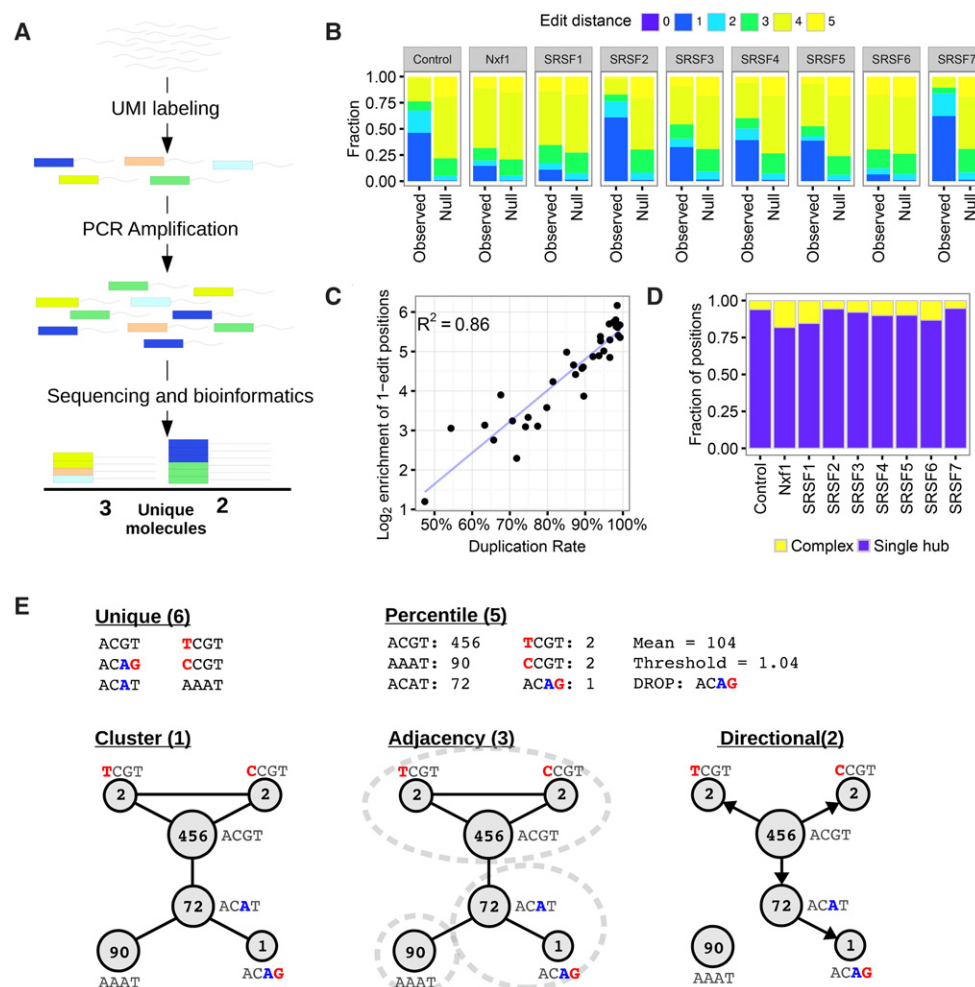 A
UMI labeling
PCR Amplification
Sequencing and bioinformatics
3
2
Unique
molecules
B
Edit distance 0 1 2 3 4 5
Control Nxf1 SRSF1 SRSF2 SRSF3 SRSF4 SRSF5 SRSF6 SRSF7
Fraction
1.00
0.75
0.50
0.25
0.00
Observed Null Observed Null Observed Null Observed Null Observed Null Observed Null Observed Null Observed Null Observed Null
C
Log2 enrichment of 1−edit positions
6
5
4
3
2
1
R2 = 0.86
50% 60% 70% 80% 90% 100%
Duplication Rate
D
Fraction of positions
1.00
0.75
0.50
0.25
0.00
Control Nxf1 SRSF1 SRSF2 SRSF3 SRSF4 SRSF5 SRSF6 SRSF7
Complex Single hub
E
Unique (6)
ACGT TCGT
ACAG CCGT
ACAT AAAT
Percentile (5)
ACGT: 456 TCGT: 2 Mean = 104
AAAT: 90 CCGT: 2 Threshold = 1.04
ACAT: 72 ACAG: 1 DROP: ACAG
Cluster (1)
TCGT CCGT
2 2
456 ACGT
72 ACAT
90 1
AAAT ACAG
Adjacency (3)
TCGT CCGT
2 2
456 ACGT
72 ACAT
90 1
AAAT ACAG
Directional(2)
TCGT CCGT
2 2
456 ACGT
72 ACAT
90 1
AAAT ACAG